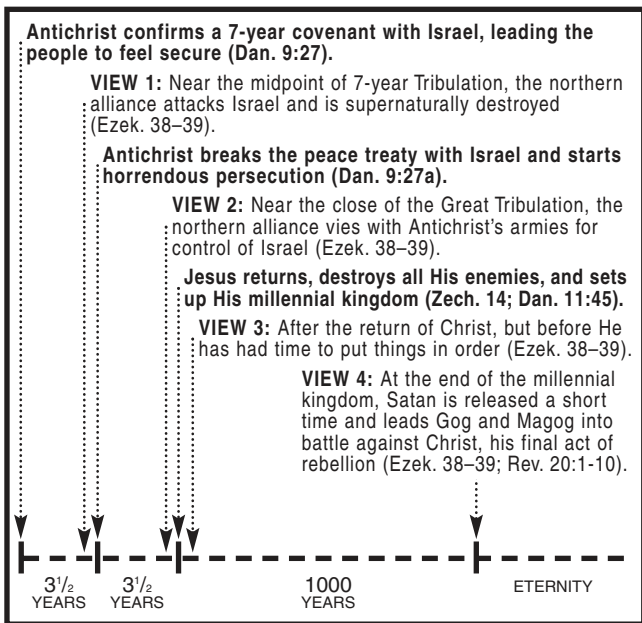 Antichrist confirms a 7-year covenant with Israel, leading the
people to feel secure (Dan. 9:27).
VIEW 1: Near the midpoint of 7-year Tribulation, the northern
alliance attacks Israel and is supernaturally destroyed
(Ezek. 38–39).
Antichrist breaks the peace treaty with Israel and starts
horrendous persecution (Dan. 9:27a).
VIEW 2: Near the close of the Great Tribulation, the
northern alliance vies with Antichrist's armies for
control of Israel (Ezek. 38–39).
Jesus returns, destroys all His enemies, and sets
up His millennial kingdom (Zech. 14; Dan. 11:45).
VIEW 3: After the return of Christ, but before He
has had time to put things in order (Ezek. 38–39).
VIEW 4: At the end of the millennial
kingdom, Satan is released a short
time and leads Gog and Magog into
battle against Christ, his final act of
rebellion (Ezek. 38–39; Rev. 20:1-10).
3 1/2 3 1/2 1000 ETERNITY
YEARS YEARS YEARS